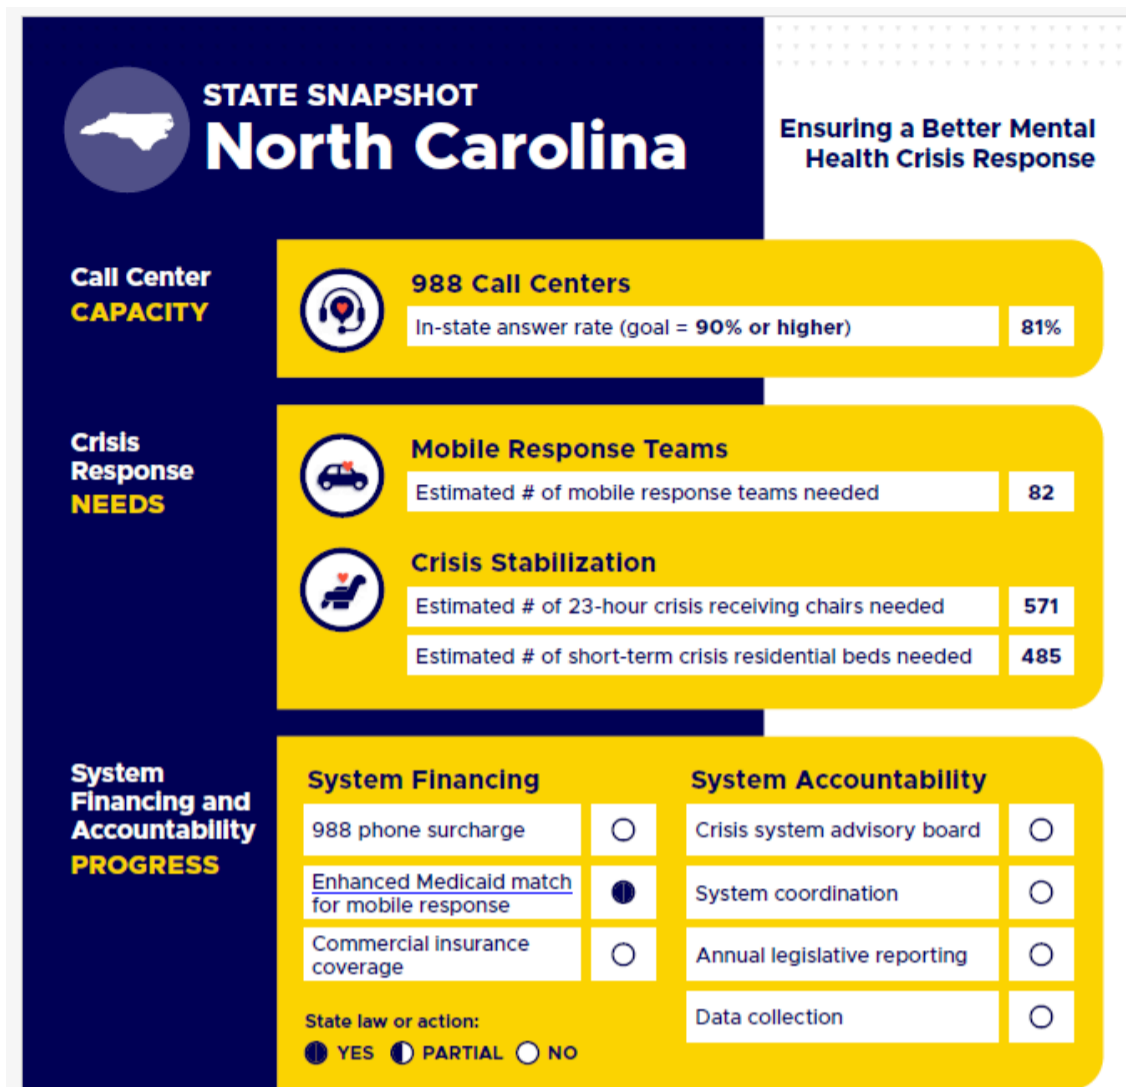 STATE SNAPSHOT
North Carolina
Ensuring a Better Mental
Health Crisis Response
Call Center
CAPACITY
988 Call Centers
In-state answer rate (goal = 90% or higher)
81%
Crisis
Response
NEEDS
Mobile Response Teams
Estimated # of mobile response teams needed
82
Crisis Stabilization
Estimated # of 23-hour crisis receiving chairs needed
571
Estimated # of short-term crisis residential beds needed
485
System
Financing and
Accountability
PROGRESS
System Financing
988 phone surcharge
Enhanced Medicaid match
for mobile response
Commercial insurance
coverage
State law or action:
YES PARTIAL NO
System Accountability
Crisis system advisory board
System coordination
Annual legislative reporting
Data collection